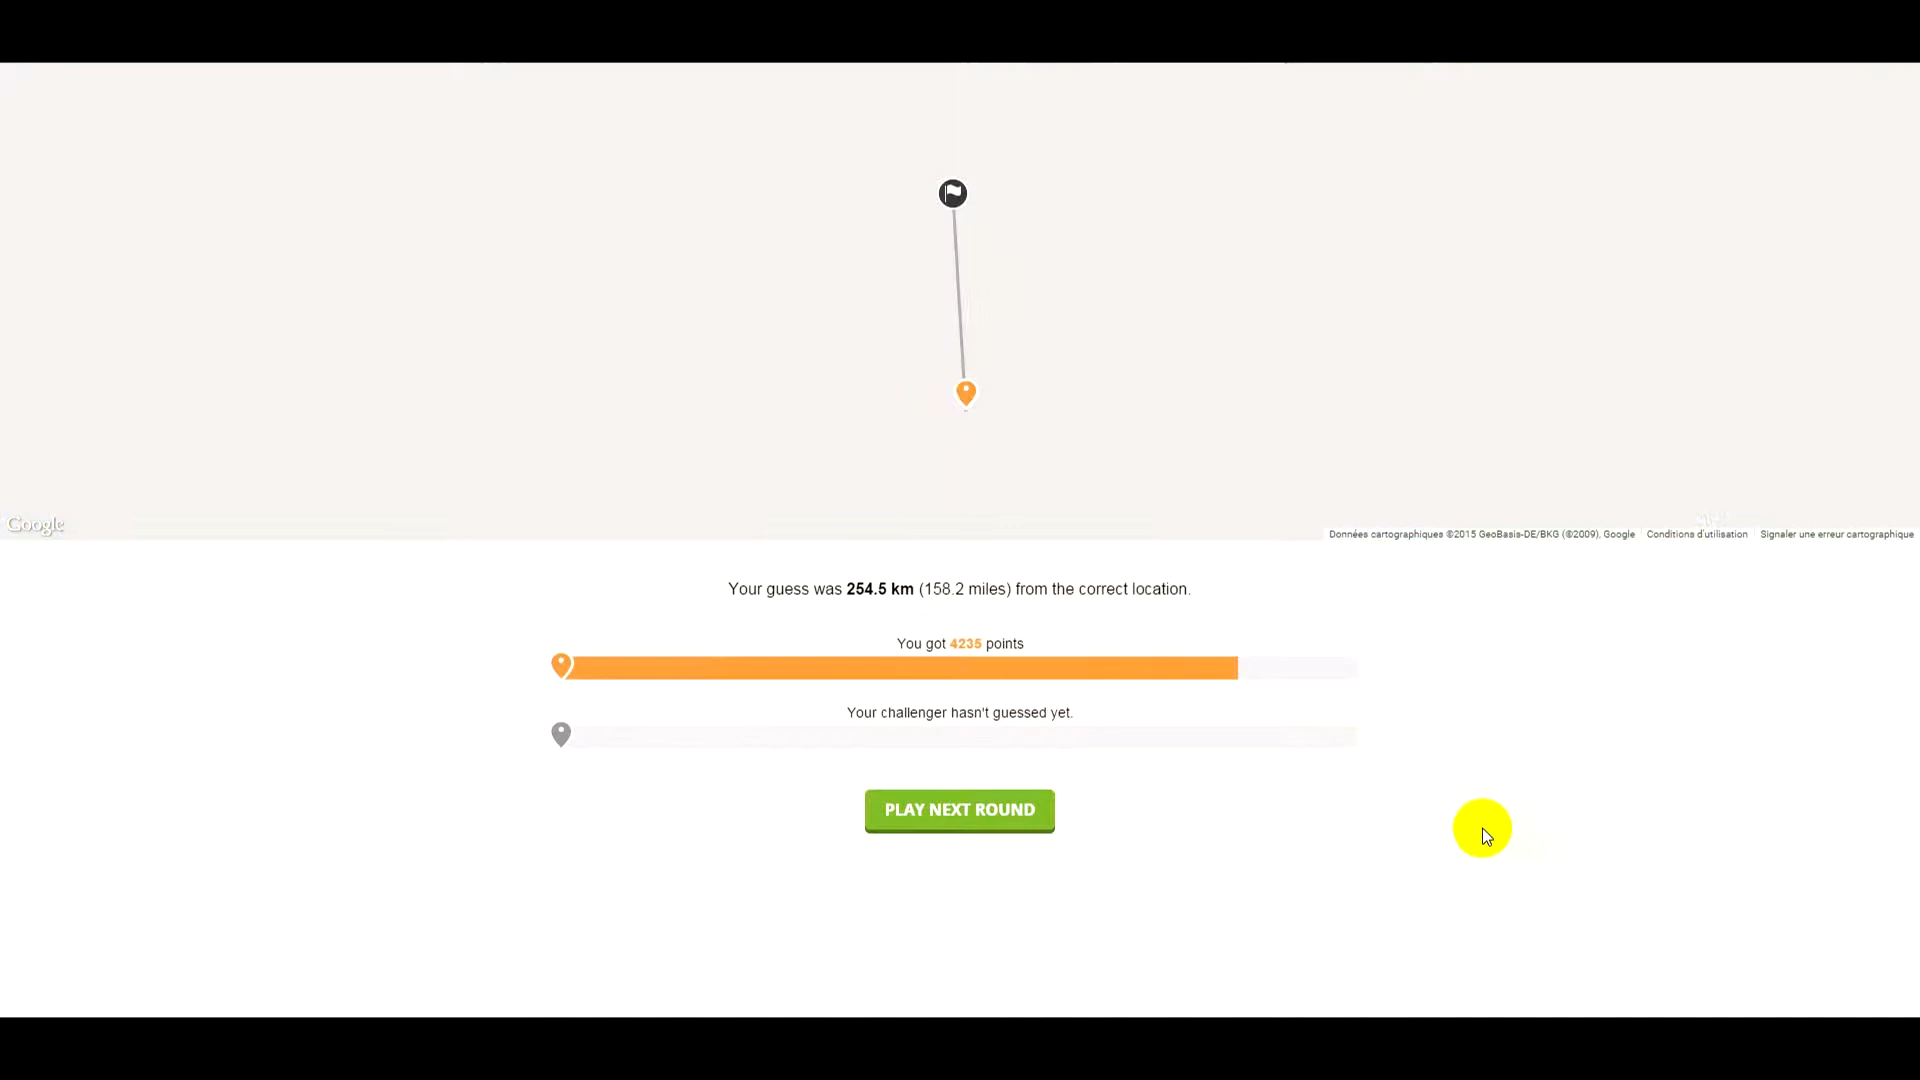 Google
Données cartographiques ©2015 GeoBasis-DE/BKG (©2009), Google Conditions d'utilisation Signaler une erreur cartographique
Your guess was 254.5 km (158.2 miles) from the correct location.
You got 4235 points
Your challenger hasn't guessed yet.
PLAY NEXT ROUND